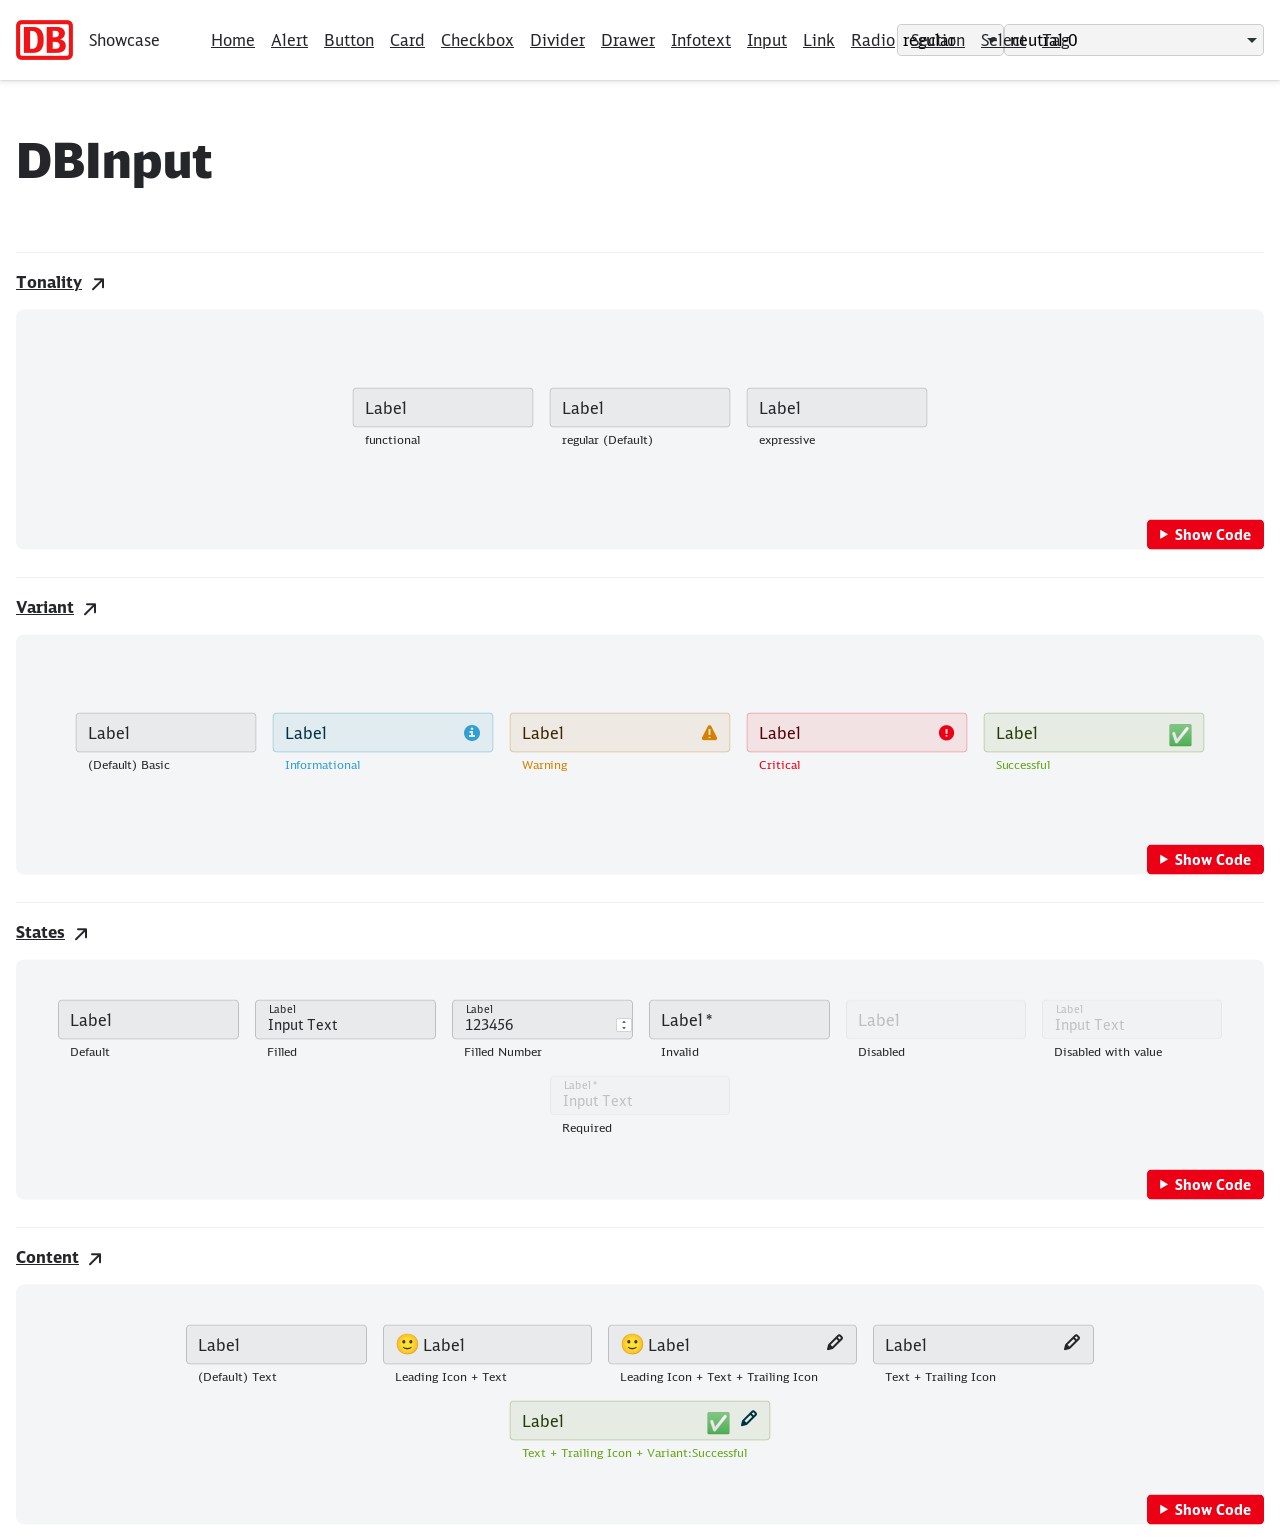 DB Showcase Home Alert Button Card Checkbox Divider Drawer Infotext Input Link Radio Section Select Tag regular neutral-0
DBInput
Tonality
Label Label Label
functional regular (Default) expressive
Show Code
Variant
Label Label Label Label Label
(Default) Basic Informational Warning Critical Successful
Show Code
States
Label Label Label Label * Label Label
Input Text 123456 Input Text
Default Filled Filled Number Invalid Disabled Disabled with value
Label *
Input Text
Required
Show Code
Content
Label Label Label Label
(Default) Text Leading Icon + Text Leading Icon + Text + Trailing Icon Text + Trailing Icon
Label
Text + Trailing Icon + Variant:Successful
Show Code